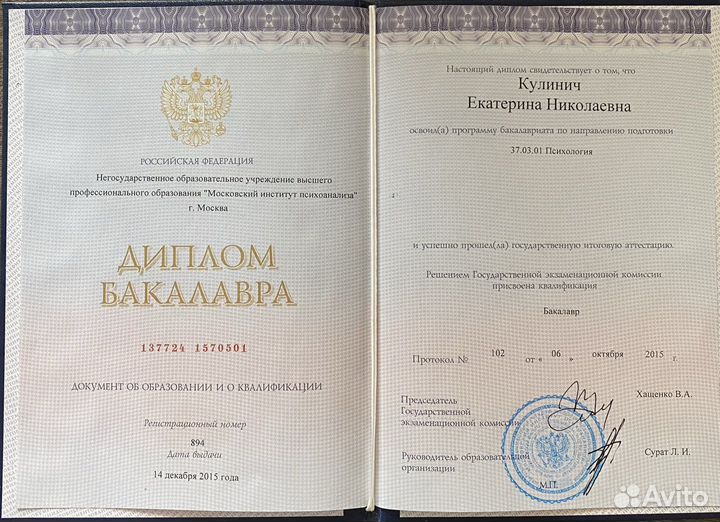 РОССИЙСКАЯ ФЕДЕРАЦИЯ
Негосударственное образовательное учреждение высшего
профессионального образования "Московский институт психоанализа"
г. Москва
ДИПЛОМ
БАКАЛАВРА
137724 1570501
ДОКУМЕНТ ОБ ОБРАЗОВАНИИ И О КВАЛИФИКАЦИИ
Регистрационный номер
894
Дата выдачи
14 декабря 2015 года
Настоящий диплом свидетельствует о том, что
Кулинич
Екатерина Николаевна
освоил(а) программу бакалавриата по направлению подготовки
37.03.01 Психология
и успешно прошел(ла) государственную итоговую аттестацию.
Решением Государственной экзаменационной комиссии
присвоена квалификация
Бакалавр
Протокол № 102 от « 06 » октября 2015 г.
Председатель Хащенко В.А.
Государственной
экзаменационной комиссии
Руководитель образовательной Сурат Л. И.
организации
М.П.
Avito